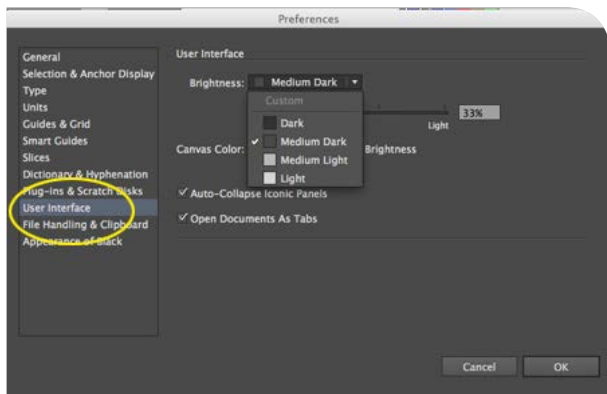 Preferences
General
Selection & Anchor Display
Type
Units
Guides & Grid
Smart Guides
Slices
Dictionary & Hyphenation
Plug-ins & Scratch Disks
User Interface
File Handling & Clipboard
Appearance of Black
User Interface
Brightness: Medium Dark
Custom
Dark
Medium Dark
Medium Light
Light
33%
Light
Canvas Color: Brightness
Auto-Collapse Iconic Panels
Open Documents As Tabs
Cancel OK